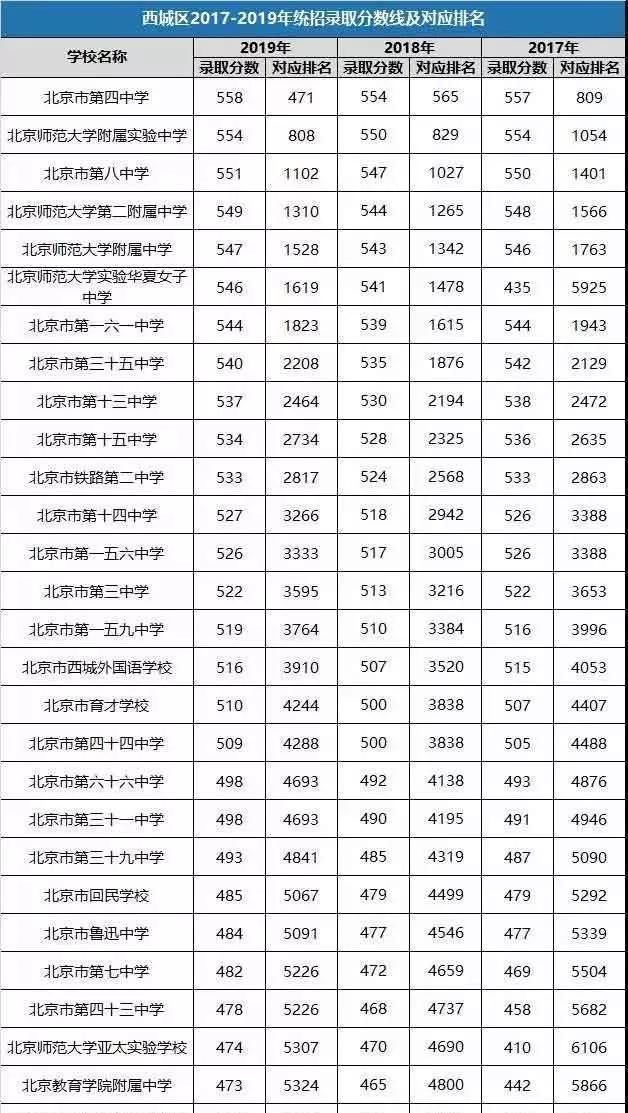 西城区2017-2019年统招录取分数线及对应排名
学校名称 2019年 2018年 2017年
录取分数 对应排名 录取分数 对应排名 录取分数 对应排名
北京市第四中学 558 471 554 565 557 809
北京师范大学附属实验中学 554 808 550 829 554 1054
北京市第八中学 551 1102 547 1027 550 1401
北京师范大学第二附属中学 549 1310 544 1265 548 1566
北京师范大学附属中学 547 1528 543 1342 546 1763
北京师范大学实验华夏女子
中学 546 1619 541 1478 435 5925
北京市第一六一中学 544 1823 539 1615 544 1943
北京市第三十五中学 540 2208 535 1876 542 2129
北京市第十三中学 537 2464 530 2194 538 2472
北京市第十五中学 534 2734 528 2325 536 2635
北京市铁路第二中学 533 2817 524 2568 533 2863
北京市第十四中学 527 3266 518 2942 526 3388
北京市第一五六中学 526 3333 517 3005 526 3388
北京市第三中学 522 3595 513 3216 522 3653
北京市第一五九中学 519 3764 510 3384 516 3996
北京市西城外国语学校 516 3910 507 3520 515 4053
北京市育才学校 510 4244 500 3838 507 4407
北京市第四十四中学 509 4288 500 3838 505 4488
北京市第六十六中学 498 4693 492 4138 493 4876
北京市第三十一中学 498 4693 490 4195 491 4946
北京市第三十九中学 493 4841 485 4319 487 5090
北京市回民学校 485 5067 479 4499 479 5292
北京市鲁迅中学 484 5091 477 4546 477 5339
北京市第七中学 482 5226 472 4659 469 5504
北京市第四十三中学 478 5226 468 4737 458 5682
北京师范大学亚太实验学校 474 5307 470 4690 410 6106
北京教育学院附属中学 473 5324 465 4800 442 5866